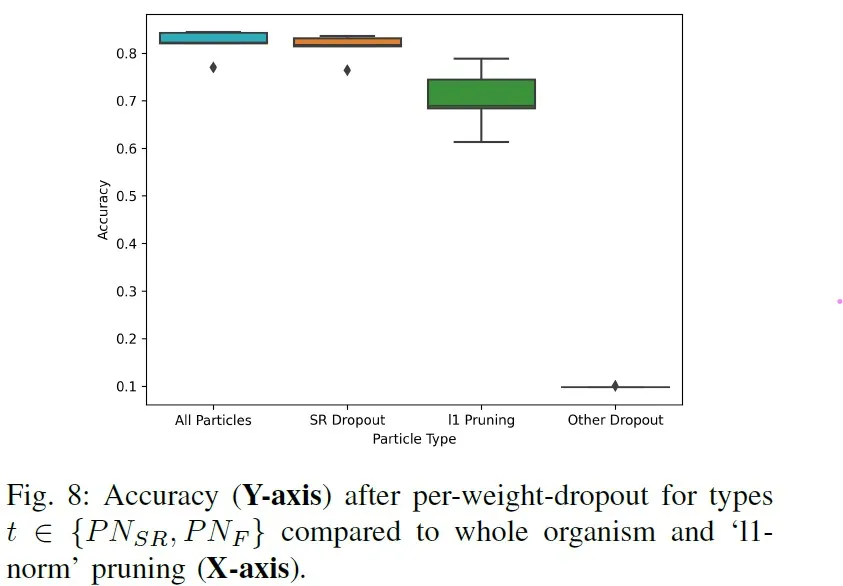 0.8
0.7
0.6
0.5
0.4
0.3
0.2
0.1
Accuracy
All Particles SR Dropout l1 Pruning Other Dropout
Particle Type
Fig. 8: Accuracy (Y-axis) after per-weight-dropout for types
t ∈ {PN_SR, PN_F} compared to whole organism and ‘l1-
norm’ pruning (X-axis).